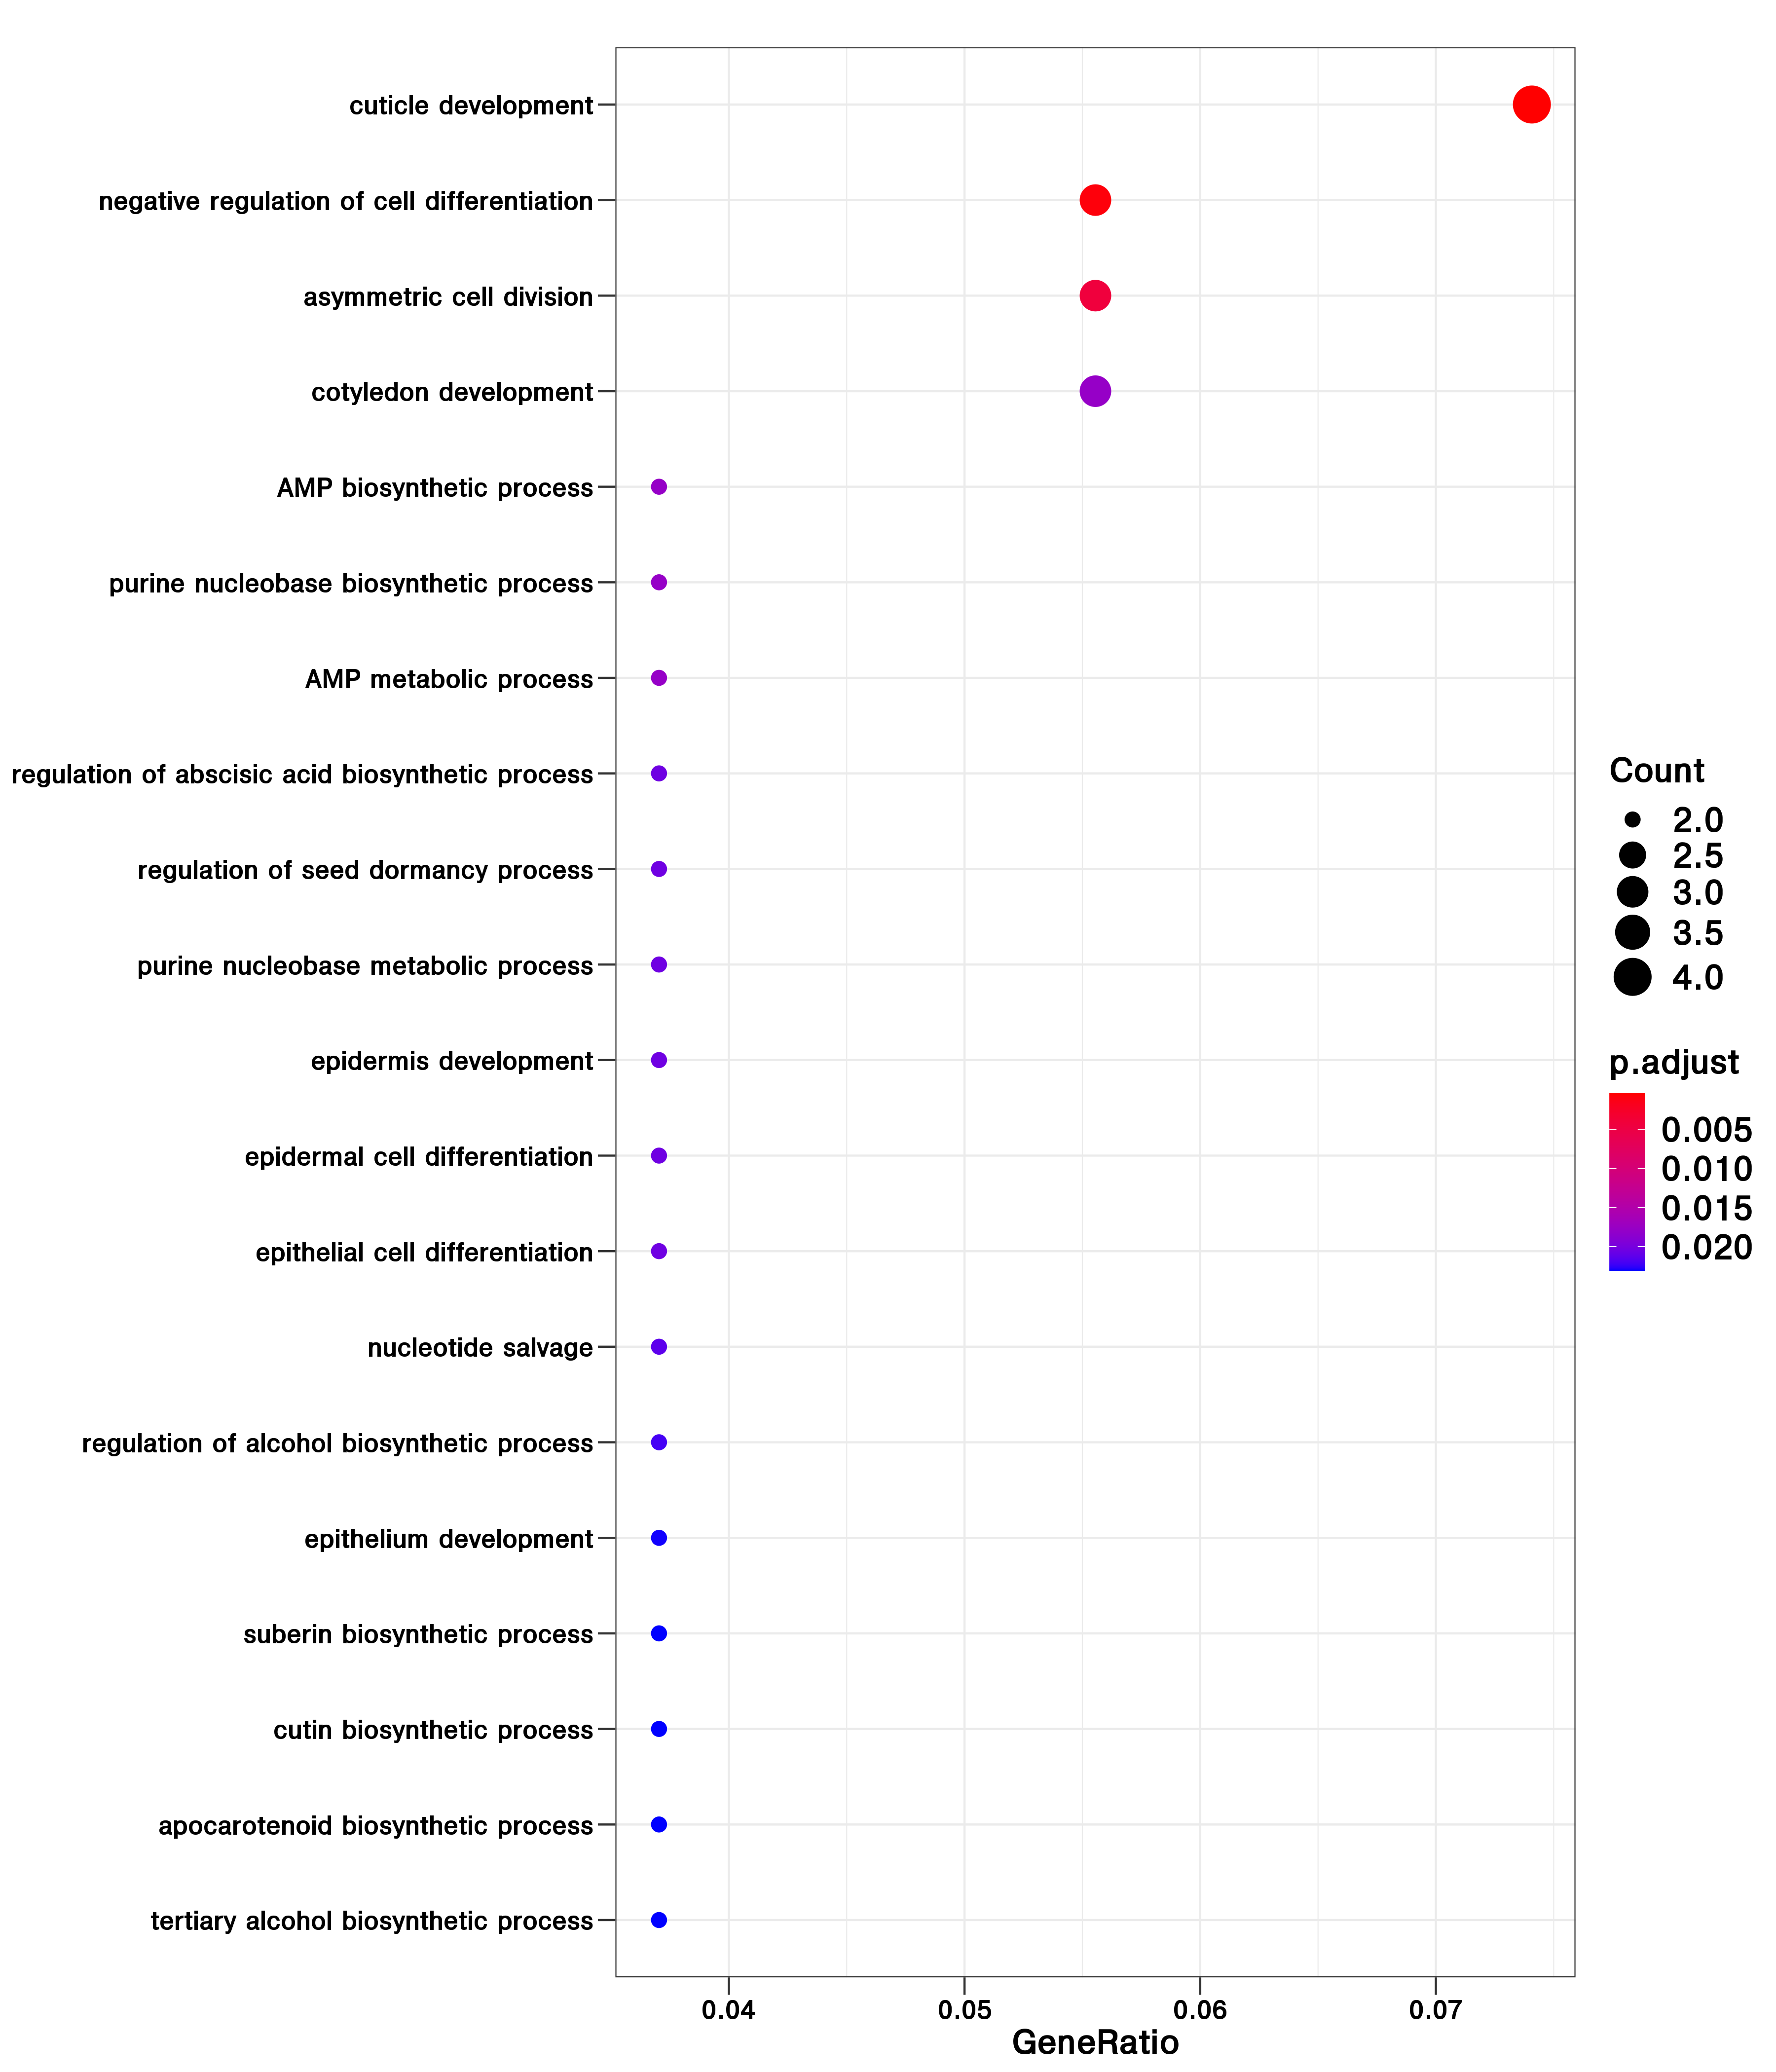 cuticle development
negative regulation of cell differentiation
asymmetric cell division
cotyledon development
AMP biosynthetic process
purine nucleobase biosynthetic process
AMP metabolic process
regulation of abscisic acid biosynthetic process
regulation of seed dormancy process
purine nucleobase metabolic process
epidermis development
epidermal cell differentiation
epithelial cell differentiation
nucleotide salvage
regulation of alcohol biosynthetic process
epithelium development
suberin biosynthetic process
cutin biosynthetic process
apocarotenoid biosynthetic process
tertiary alcohol biosynthetic process
0.04 0.05 0.06 0.07
GeneRatio
Count
2.0
2.5
3.0
3.5
4.0
p.adjust
0.005
0.010
0.015
0.020